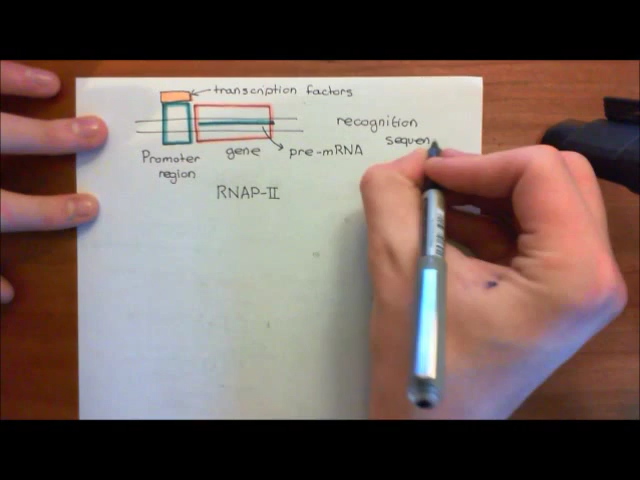 transcription factors
recognition
sequen
Promoter
region
gene
pre-mRNA
RNAP-II